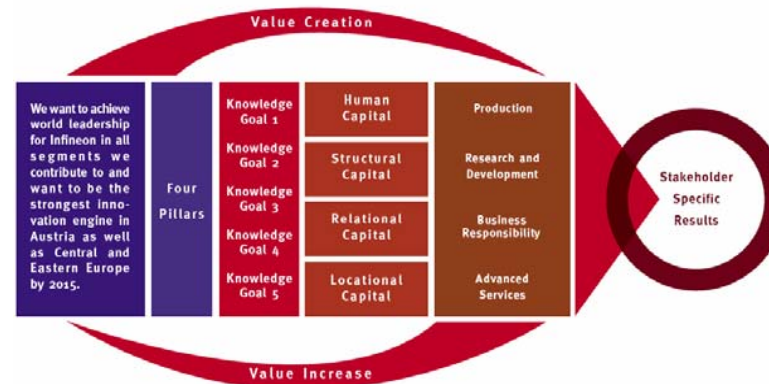 Value Creation
We want to achieve
world leadership
for Infineon in all
segments we
contribute to and
want to be the
strongest inno-
vation engine in
Austria as well
as Central and
Eastern Europe
by 2015.
Four
Pillars
Knowledge
Goal 1
Knowledge
Goal 2
Knowledge
Goal 3
Knowledge
Goal 4
Knowledge
Goal 5
Human
Capital
Structural
Capital
Relational
Capital
Locational
Capital
Production
Research and
Development
Business
Responsibility
Advanced
Services
Stakeholder
Specific
Results
Value Increase